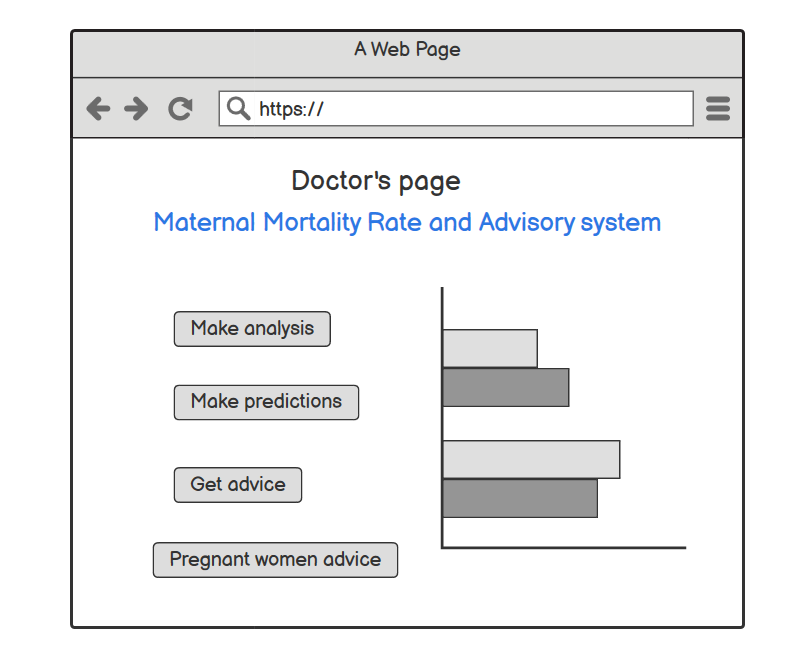 A Web Page
https://
Doctor's page
Maternal Mortality Rate and Advisory system
Make analysis
Make predictions
Get advice
Pregnant women advice